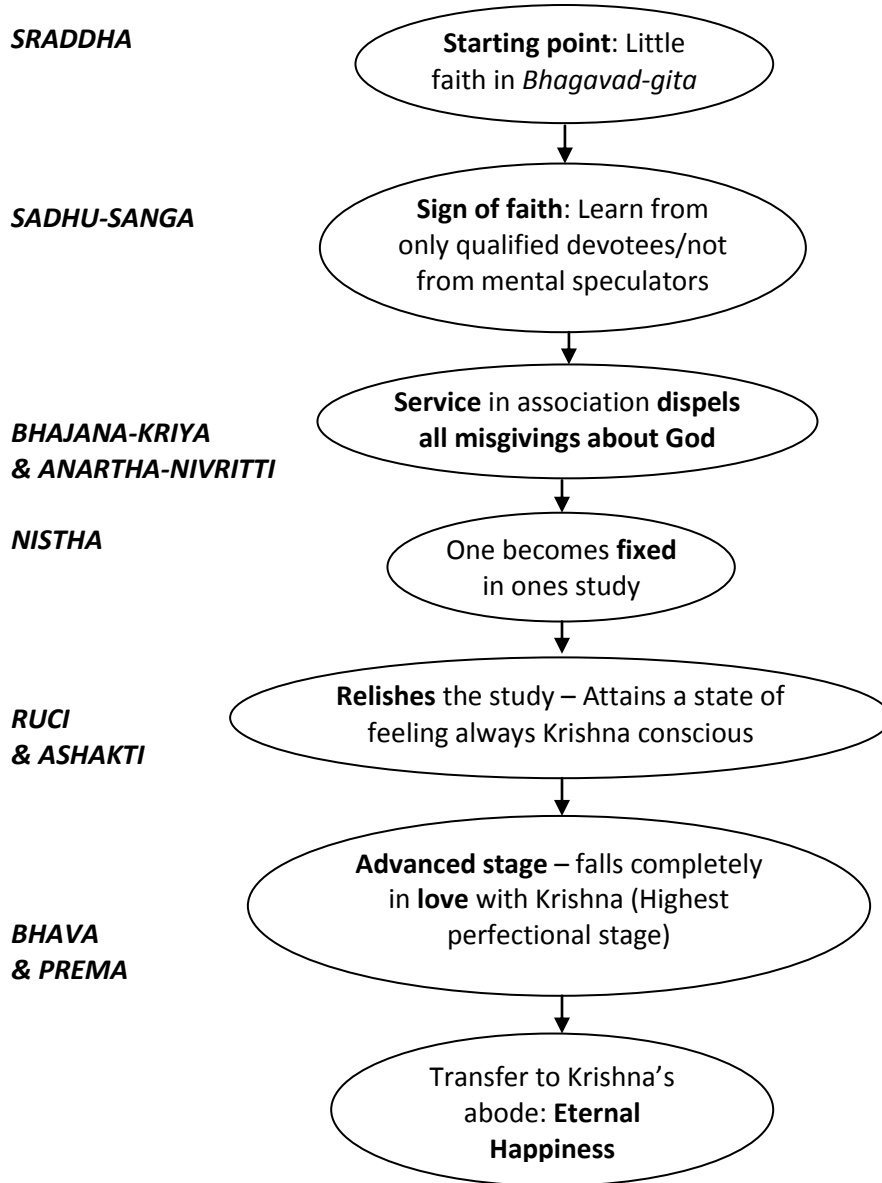 SRADDHA
Starting point: Little
faith in Bhagavad-gita
SADHU-SANGA
Sign of faith: Learn from
only qualified devotees/not
from mental speculators
BHAJANA-KRIYA
& ANARTHA-NIVRITTI
Service in association dispels
all misgivings about God
NISTHA
One becomes fixed
in ones study
RUCI
& ASHAKTI
Relishes the study – Attains a state of
feeling always Krishna conscious
BHAVA
& PREMA
Advanced stage – falls completely
in love with Krishna (Highest
perfectional stage)
Transfer to Krishna’s
abode: Eternal
Happiness